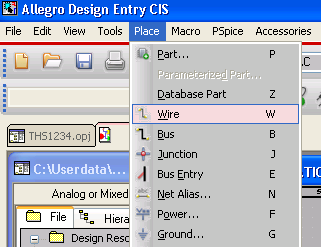 Allegro Design Entry CIS
File Edit View Tools Place Macro PSpice Accessories
Part... P
Parameterized Part...
Database Part Z
Wire W
Bus B
Junction J
Bus Entry E
Net Alias... N
Power... F
Ground... G
THS1234.opj
C:\Userdata\...
Analog or Mixed
File Hiera
Design Resc